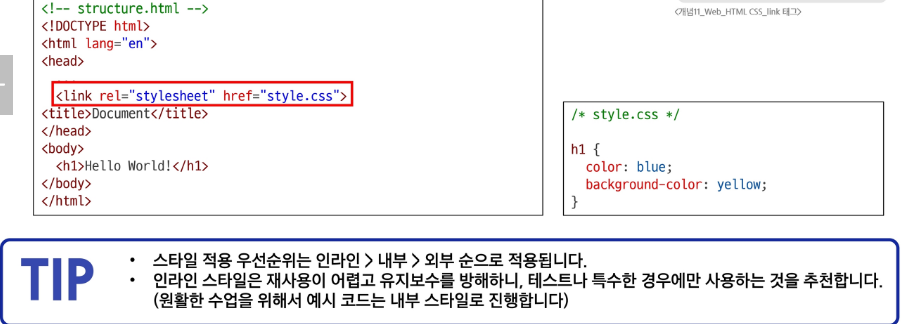 <!-- structure.html -->
<!DOCTYPE html>
<html lang="en">
<head>
...
<link rel="stylesheet" href="style.css">
<title>Document</title>
</head>
<body>
<h1>Hello World!</h1>
</body>
</html>
<개념11_Web_HTML CSS_link 태그>
/* style.css */
h1 {
color: blue;
background-color: yellow;
}
TIP
• 스타일 적용 우선순위는 인라인 > 내부 > 외부 순으로 적용됩니다.
• 인라인 스타일은 재사용이 어렵고 유지보수를 방해하니, 테스트나 특수한 경우에만 사용하는 것을 추천합니다.
(원활한 수업을 위해서 예시 코드는 내부 스타일로 진행합니다)